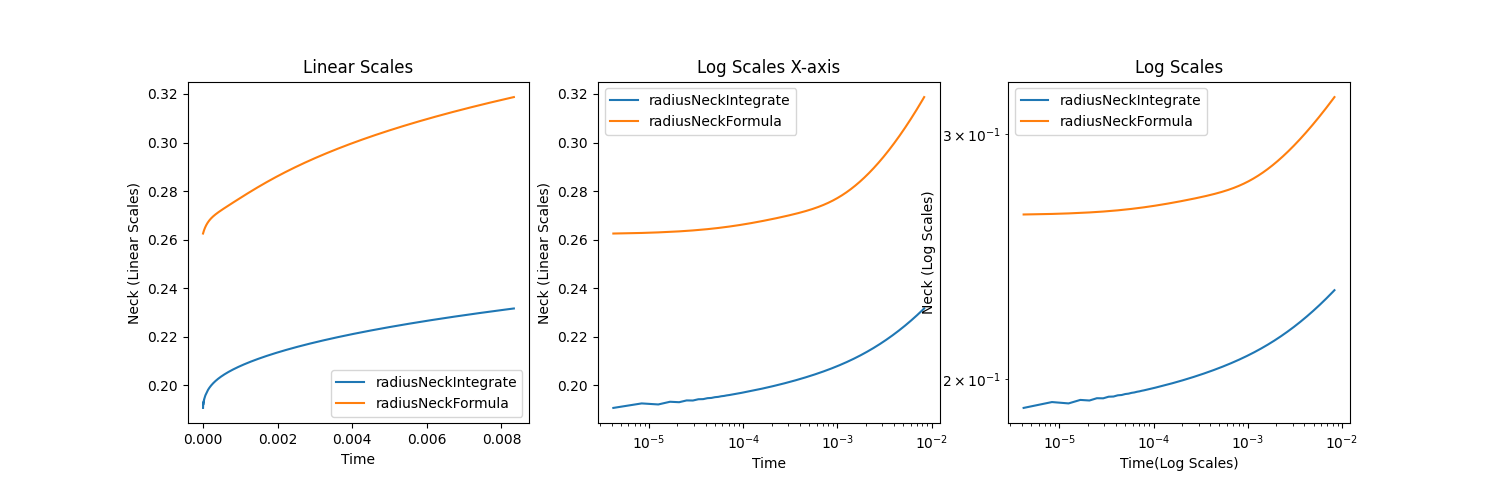 Linear Scales
Neck (Linear Scales)
0.32
0.30
0.28
0.26
0.24
0.22
0.20
radiusNeckIntegrate
radiusNeckFormula
0.000 0.002 0.004 0.006 0.008
Time
Log Scales X-axis
Neck (Linear Scales)
0.32
0.30
0.28
0.26
0.24
0.22
0.20
radiusNeckIntegrate
radiusNeckFormula
10⁻⁵ 10⁻⁴ 10⁻³ 10⁻²
Time
Log Scales
Neck (Log Scales)
3 × 10⁻¹
2 × 10⁻¹
radiusNeckIntegrate
radiusNeckFormula
10⁻⁵ 10⁻⁴ 10⁻³ 10⁻²
Time(Log Scales)